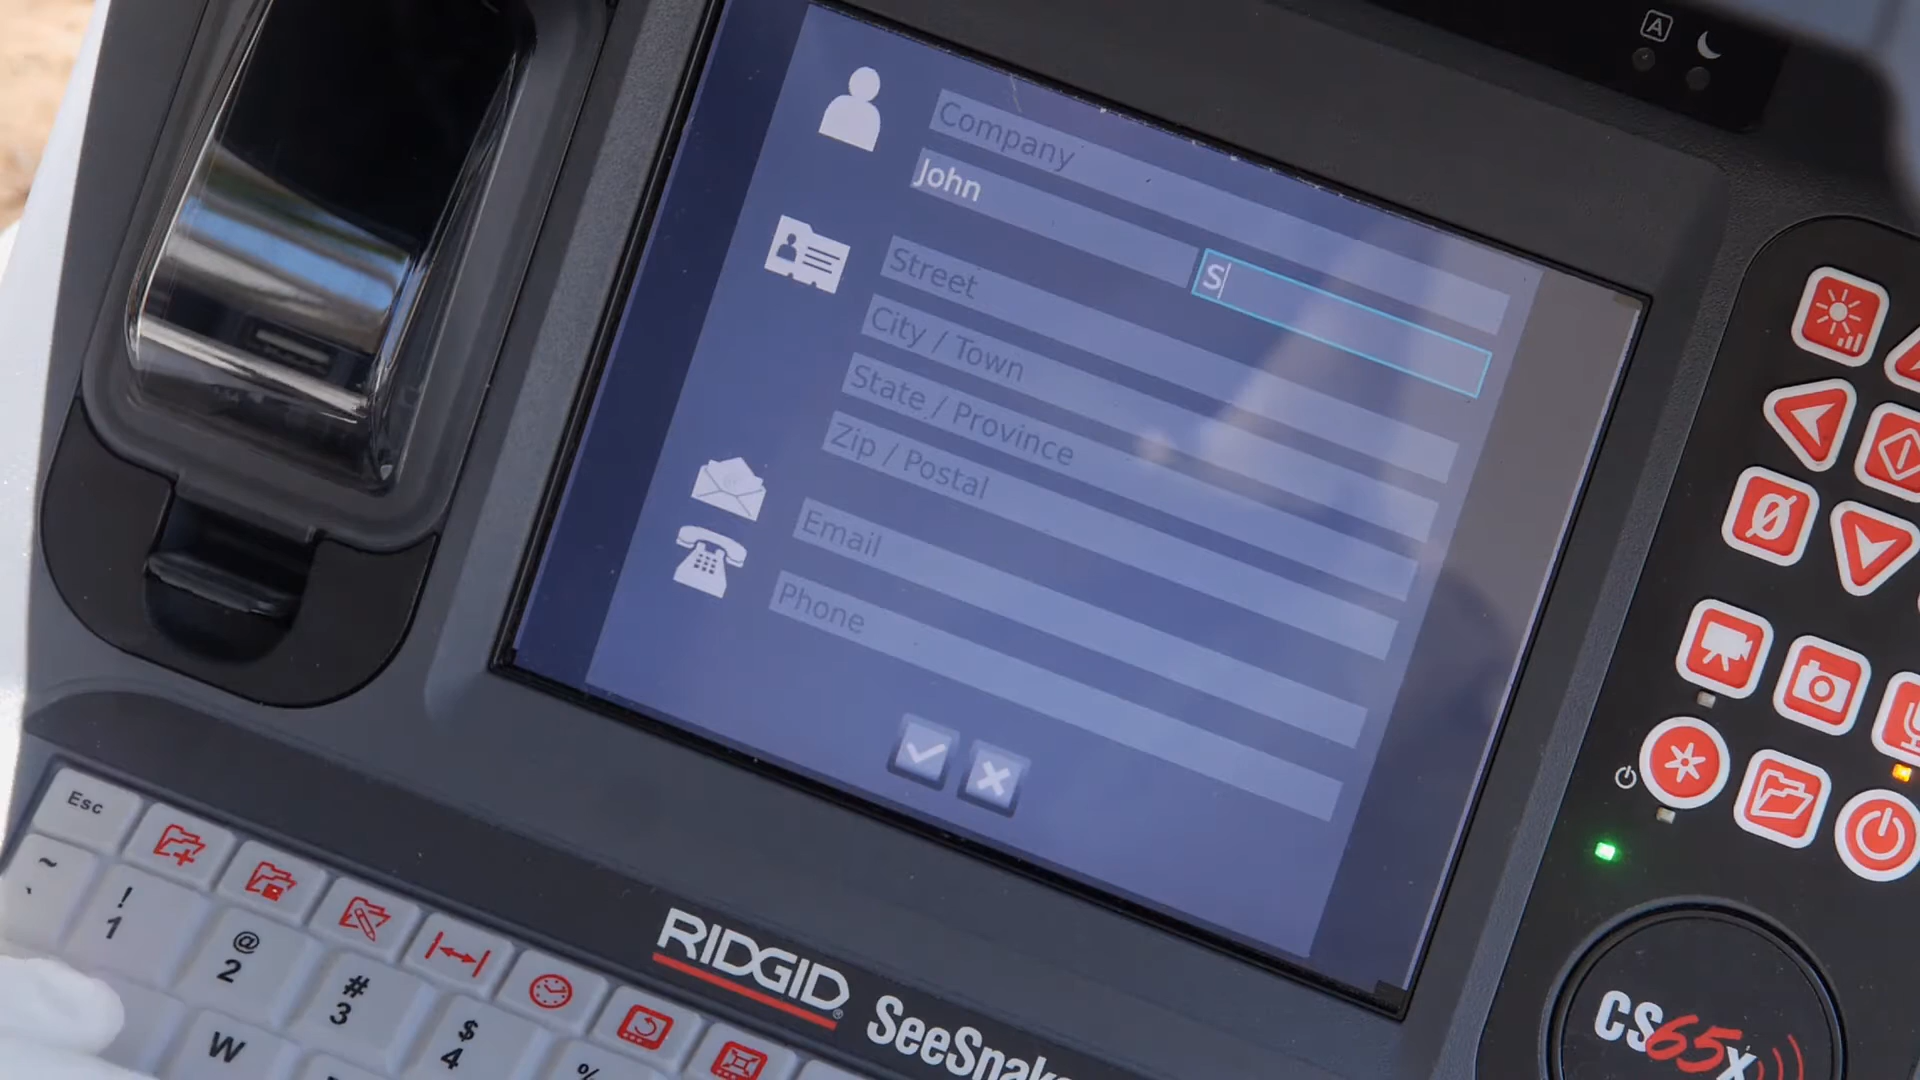 A
Company
John
S
Street
City / Town
State / Province
Zip / Postal
Email
Phone
Esc
~
`
!
1
@
2
#
3
$
4
%
W
RIDGID®
SeeSnake
CS65x